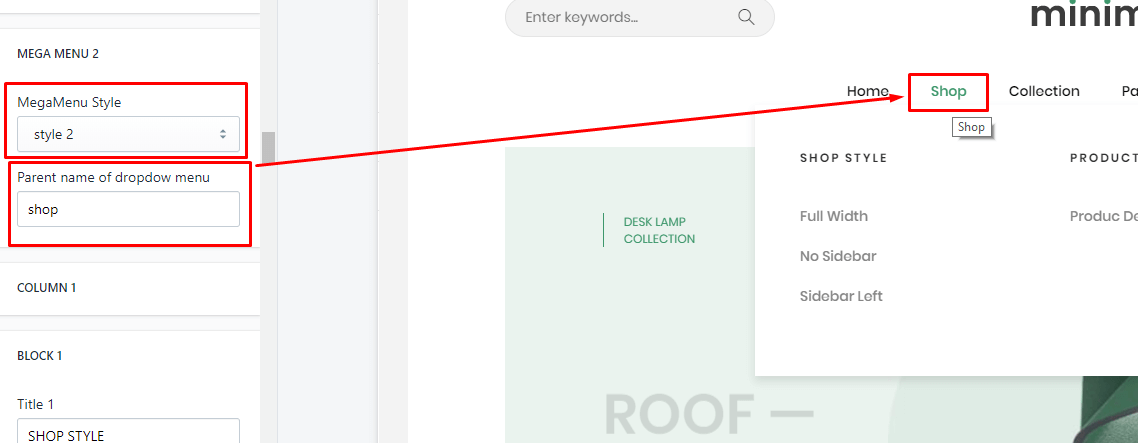 MEGA MENU 2
MegaMenu Style
style 2
Parent name of dropdow menu
shop
COLUMN 1
BLOCK 1
Title 1
SHOP STYLE
Enter keywords...
minim
Home
Shop
Collection
Pa
Shop
SHOP STYLE
PRODUCT
Full Width
Produc De
No Sidebar
Sidebar Left
DESK LAMP
COLLECTION
ROOF —